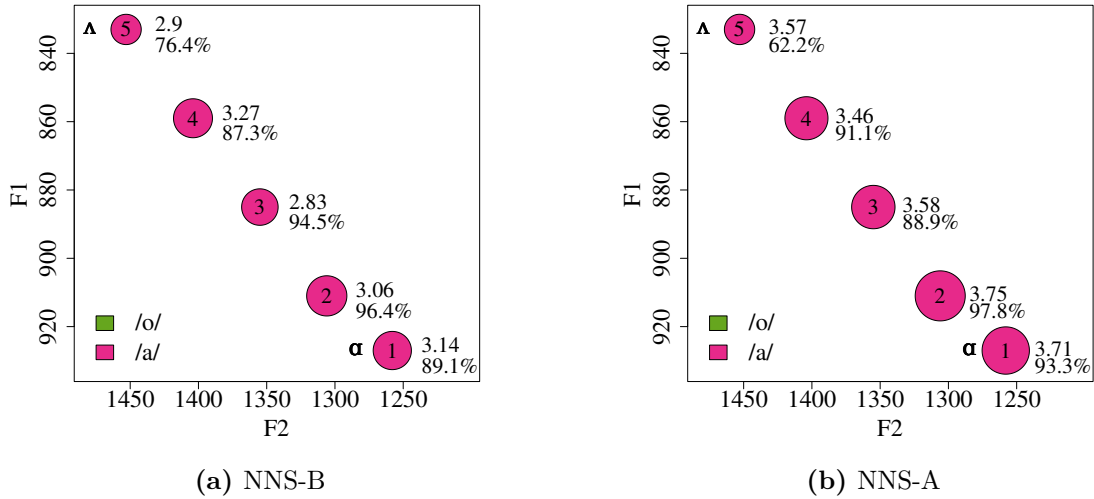 ʌ 5 2.9
76.4%
4 3.27
87.3%
3 2.83
94.5%
2 3.06
96.4%
ɑ 1 3.14
89.1%
/o/
/a/
840
860
880
900
920
F1
1450 1400 1350 1300 1250
F2
(a) NNS-B
ʌ 5 3.57
62.2%
4 3.46
91.1%
3 3.58
88.9%
2 3.75
97.8%
ɑ 1 3.71
93.3%
/o/
/a/
840
860
880
900
920
F1
1450 1400 1350 1300 1250
F2
(b) NNS-A